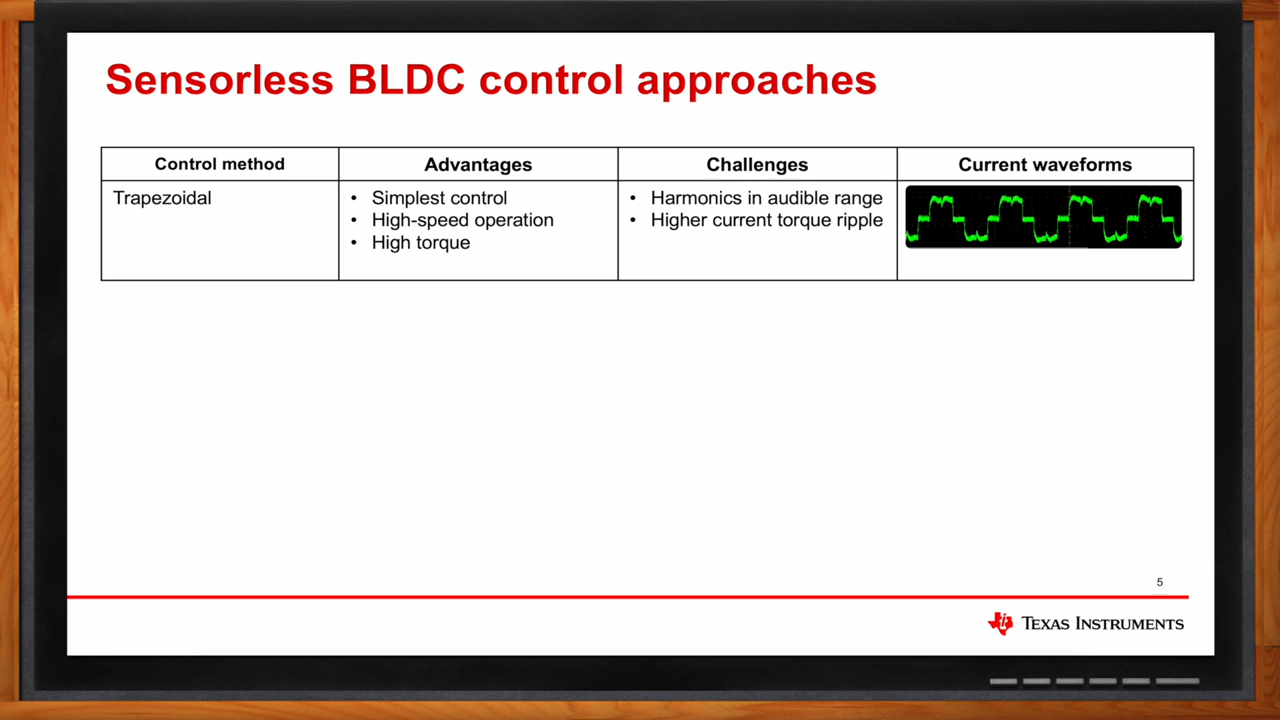 Sensorless BLDC control approaches
Control method
Advantages
Challenges
Current waveforms
Trapezoidal
• Simplest control
• High-speed operation
• High torque
• Harmonics in audible range
• Higher current torque ripple
5
TEXAS INSTRUMENTS